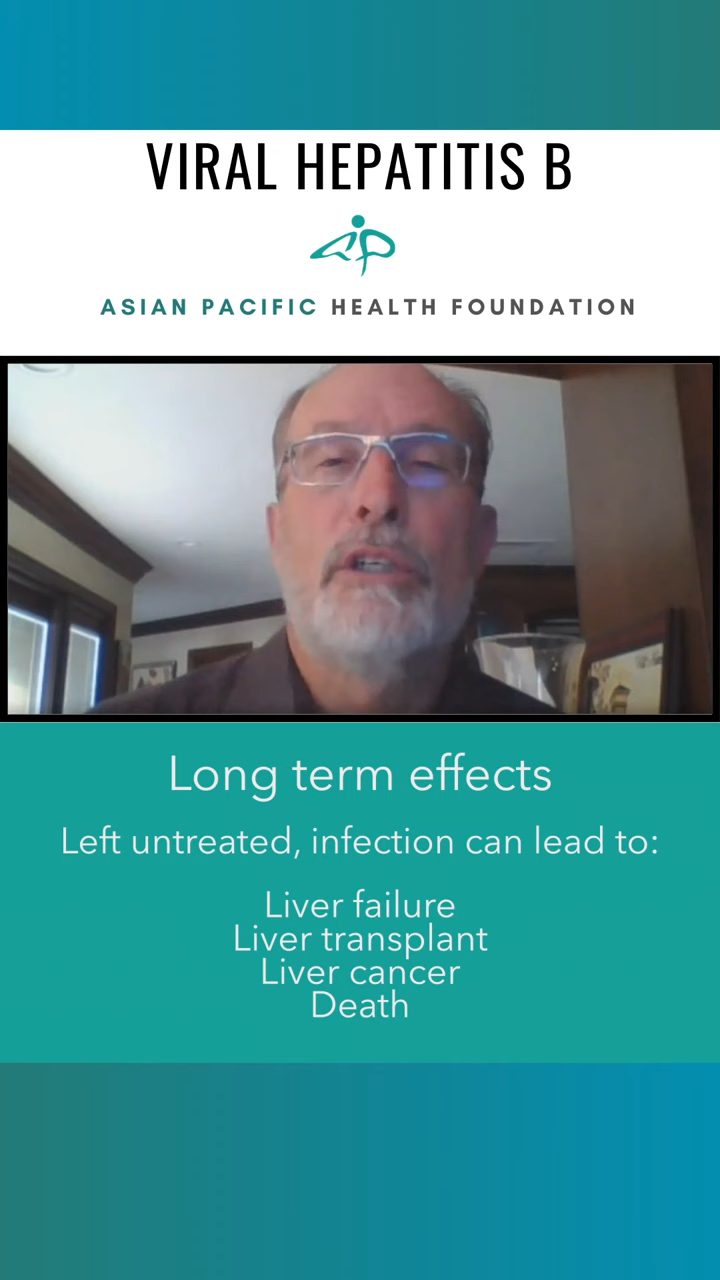 VIRAL HEPATITIS B
ASIAN PACIFIC HEALTH FOUNDATION
Long term effects
Left untreated, infection can lead to:
Liver failure
Liver transplant
Liver cancer
Death